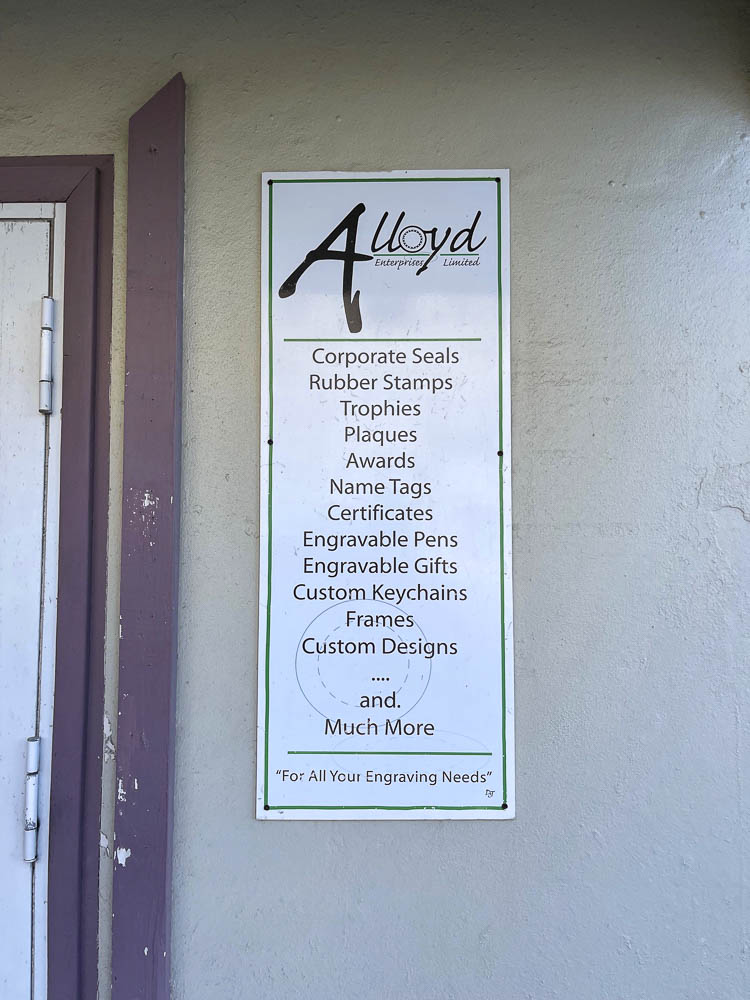 Alloyd
Enterprises Limited
Corporate Seals
Rubber Stamps
Trophies
Plaques
Awards
Name Tags
Certificates
Engravable Pens
Engravable Gifts
Custom Keychains
Frames
Custom Designs
....
and.
Much More
“For All Your Engraving Needs”